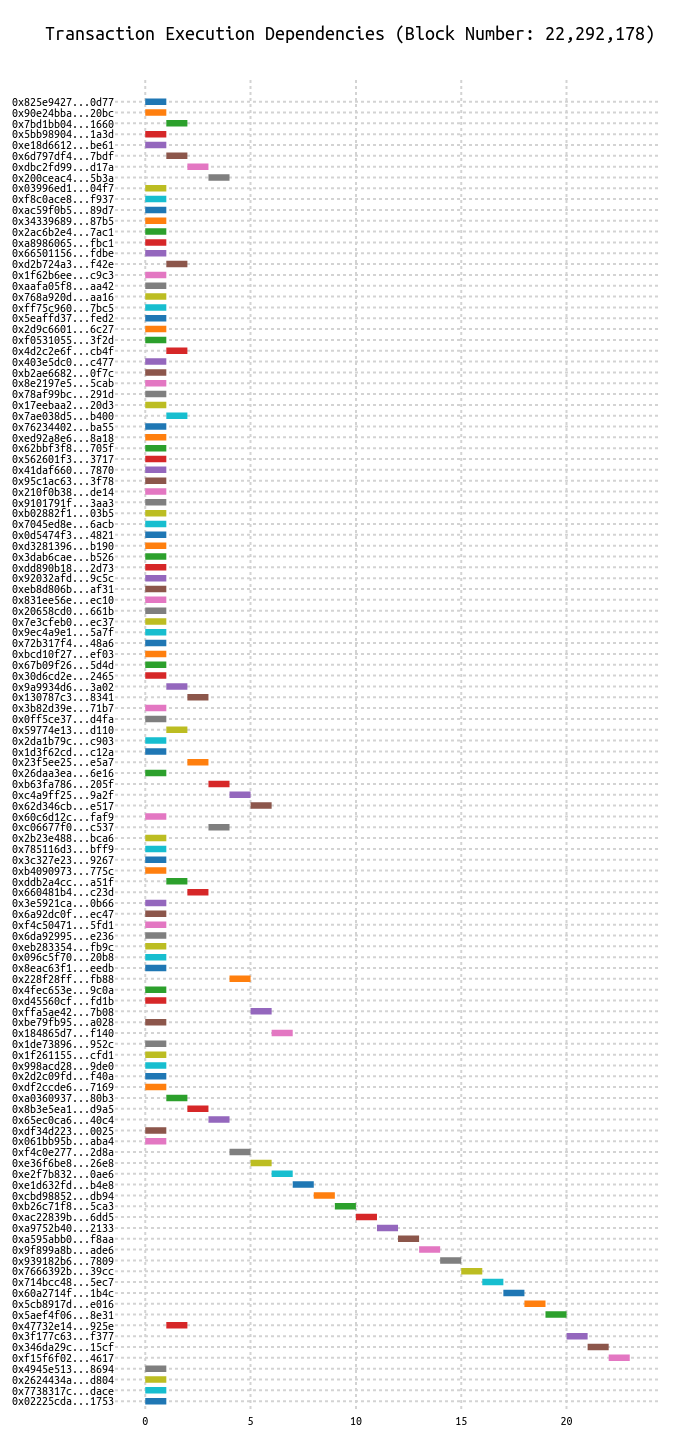 Transaction Execution Dependencies (Block Number: 22,292,178)
0x825e9427...0d77
0x90e24bba...20bc
0x7bd1bb04...1660
0x5bb98904...1a3d
0xe18d6612...be61
0x6d797df4...7bdf
0xdbc2fd99...d17a
0x200ceac4...5b3a
0x03996ed1...04f7
0xf8c0ace8...f937
0xac59f0b5...89d7
0x34339689...87b5
0x2ac6b2e4...7ac1
0xa8986065...fbc1
0x66501156...fdbe
0xd2b724a3...f42e
0x1f62b6ee...c9c3
0xaafa05f8...aa42
0x768a920d...aa16
0xff75c960...7bc5
0x5eaffd37...fed2
0x2d9c6601...6c27
0xf0531055...3f2d
0x4d2c2e6f...cb4f
0x403e5dc0...c477
0xb2ae6682...0f7c
0x8e2197e5...5cab
0x78af99bc...291d
0x17eebaa2...20d3
0x7ae038d5...b400
0x76234402...ba55
0xed92a8e6...8a18
0x62bbf3f8...705f
0x562601f3...3717
0x41daf660...7870
0x95c1ac63...3f78
0x210f0b38...de14
0x9101791f...3aa3
0xb02882f1...03b5
0x7045ed8e...6acb
0x0d5474f3...4821
0xd3281396...b190
0x3dab6cae...b526
0xdd890b18...2d73
0x92032afd...9c5c
0xeb8d806b...af31
0x831ee56e...ec10
0x20658cd0...661b
0x7e3cfeb0...ec37
0x9ec4a9e1...5a7f
0x72b317f4...48a6
0xbcd10f27...ef03
0x67b09f26...5d4d
0x30d6cd2e...2465
0x9a9934d6...3a02
0x130787c3...8341
0x3b82d39e...71b7
0x0ff5ce37...d4fa
0x59774e13...d110
0x2da1b79c...c903
0x1d3f62cd...c12a
0x23f5ee25...e5a7
0x26daa3ea...6e16
0xb63fa786...205f
0xc4a9ff25...9a2f
0x62d346cb...e517
0x60c6d12c...faf9
0xc06677f0...c537
0x2b23e488...bca6
0x785116d3...bff9
0x3c327e23...9267
0xb4090973...775c
0xddb2a4cc...a51f
0x660481b4...c23d
0x3e5921ca...0b66
0x6a92dc0f...ec47
0xf4c50471...5fd1
0x6da92995...e236
0xeb283354...fb9c
0x096c5f70...20b8
0x8eac63f1...eedb
0x228f28ff...fb88
0x4fec653e...9c0a
0xd45560cf...fd1b
0xffa5ae42...7b08
0xbe79fb95...a028
0x184865d7...f140
0x1de73896...952c
0x1f261155...cfd1
0x998acd28...9de0
0x2d2c09fd...f40a
0xdf2ccde6...7169
0xa0360937...80b3
0x8b3e5ea1...d9a5
0x65ec0ca6...40c4
0xdf34d223...0025
0x061bb95b...aba4
0xf4c0e277...2d8a
0xe36f6be8...26e8
0xe2f7b832...0ae6
0xe1d632fd...b4e8
0xcbd98852...db94
0xb26c71f8...5ca3
0xac22839b...6dd5
0xa9752b40...2133
0xa595abb0...f8aa
0x9f899a8b...ade6
0x939182b6...7809
0x7666392b...39cc
0x714bcc48...5ec7
0x60a2714f...1b4c
0x5cb8917d...e016
0x5aef4f06...8e31
0x47732e14...925e
0x3f177c63...f377
0x346da29c...15cf
0xf15f6f02...4617
0x4945e513...8694
0x2624434a...d804
0x7738317c...dace
0x02225cda...1753
0 5 10 15 20